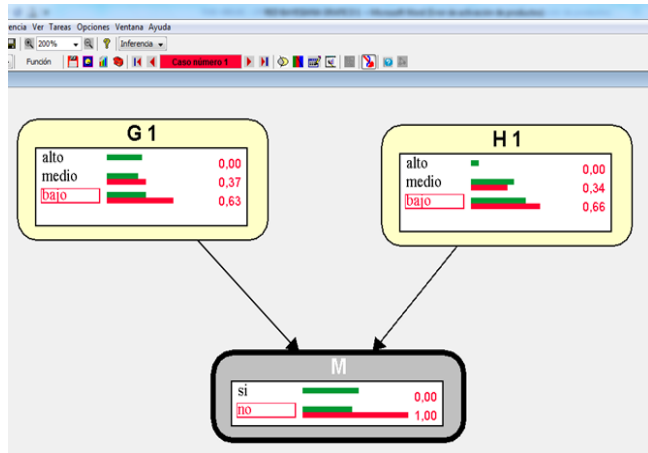 encia Ver Tareas Opciones Ventana Ayuda
200% Inferencia
Función Caso número 1
G 1
alto 0,00
medio 0,37
bajo 0,63
H 1
alto 0,00
medio 0,34
bajo 0,66
M
si 0,00
no 1,00